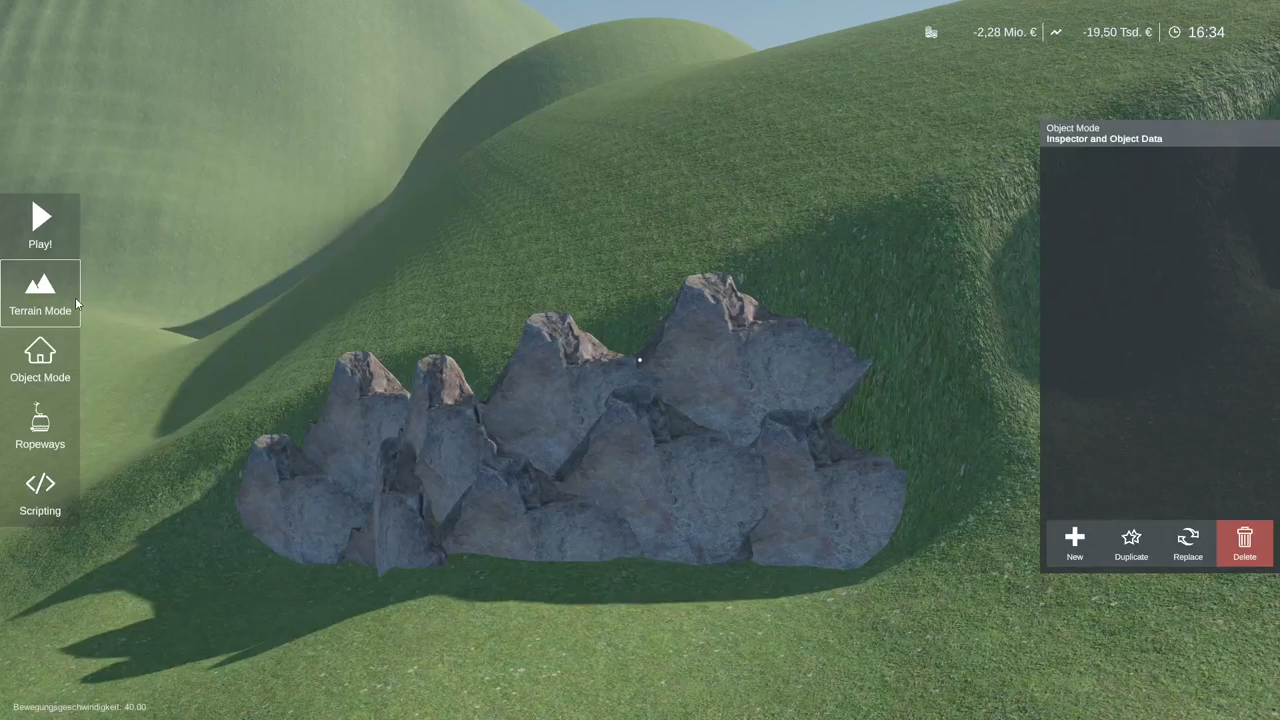 -2,28 Mio. €
-19,50 Tsd. €
16:34
Object Mode
Inspector and Object Data
Play!
Terrain Mode
Object Mode
Ropeways
Scripting
New
Duplicate
Replace
Delete
Bewegungsgeschwindigkeit: 40.00